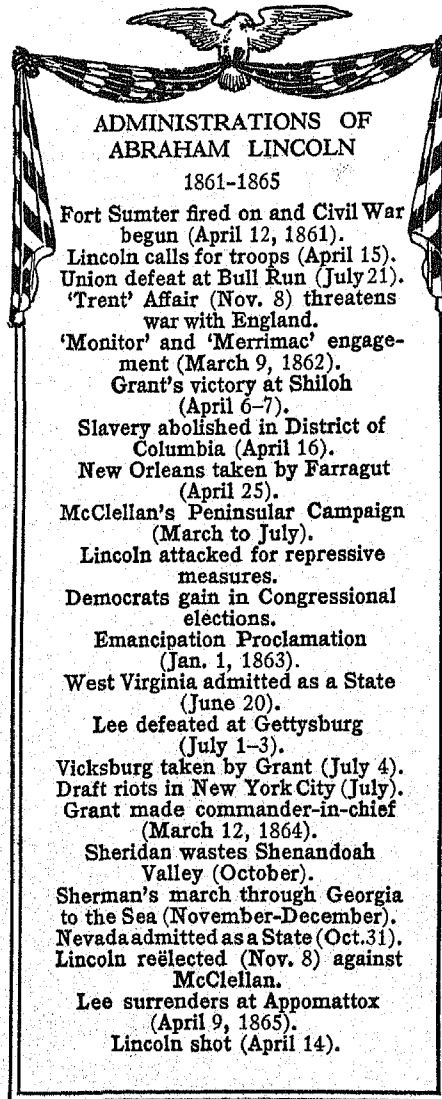 ADMINISTRATIONS OF
ABRAHAM LINCOLN
1861-1865
Fort Sumter fired on and Civil War
begun (April 12, 1861).
Lincoln calls for troops (April 15).
Union defeat at Bull Run (July 21).
'Trent' Affair (Nov. 8) threatens
war with England.
'Monitor' and 'Merrimac' engage-
ment (March 9, 1862).
Grant's victory at Shiloh
(April 6-7).
Slavery abolished in District of
Columbia (April 16).
New Orleans taken by Farragut
(April 25).
McClellan's Peninsular Campaign
(March to July).
Lincoln attacked for repressive
measures.
Democrats gain in Congressional
elections.
Emancipation Proclamation
(Jan. 1, 1863).
West Virginia admitted as a State
(June 20).
Lee defeated at Gettysburg
(July 1-3).
Vicksburg taken by Grant (July 4).
Draft riots in New York City (July).
Grant made commander-in-chief
(March 12, 1864).
Sheridan wastes Shenandoah
Valley (October).
Sherman's march through Georgia
to the Sea (November-December).
Nevada admitted as a State (Oct. 31).
Lincoln reëlected (Nov. 8) against
McClellan.
Lee surrenders at Appomattox
(April 9, 1865).
Lincoln shot (April 14).